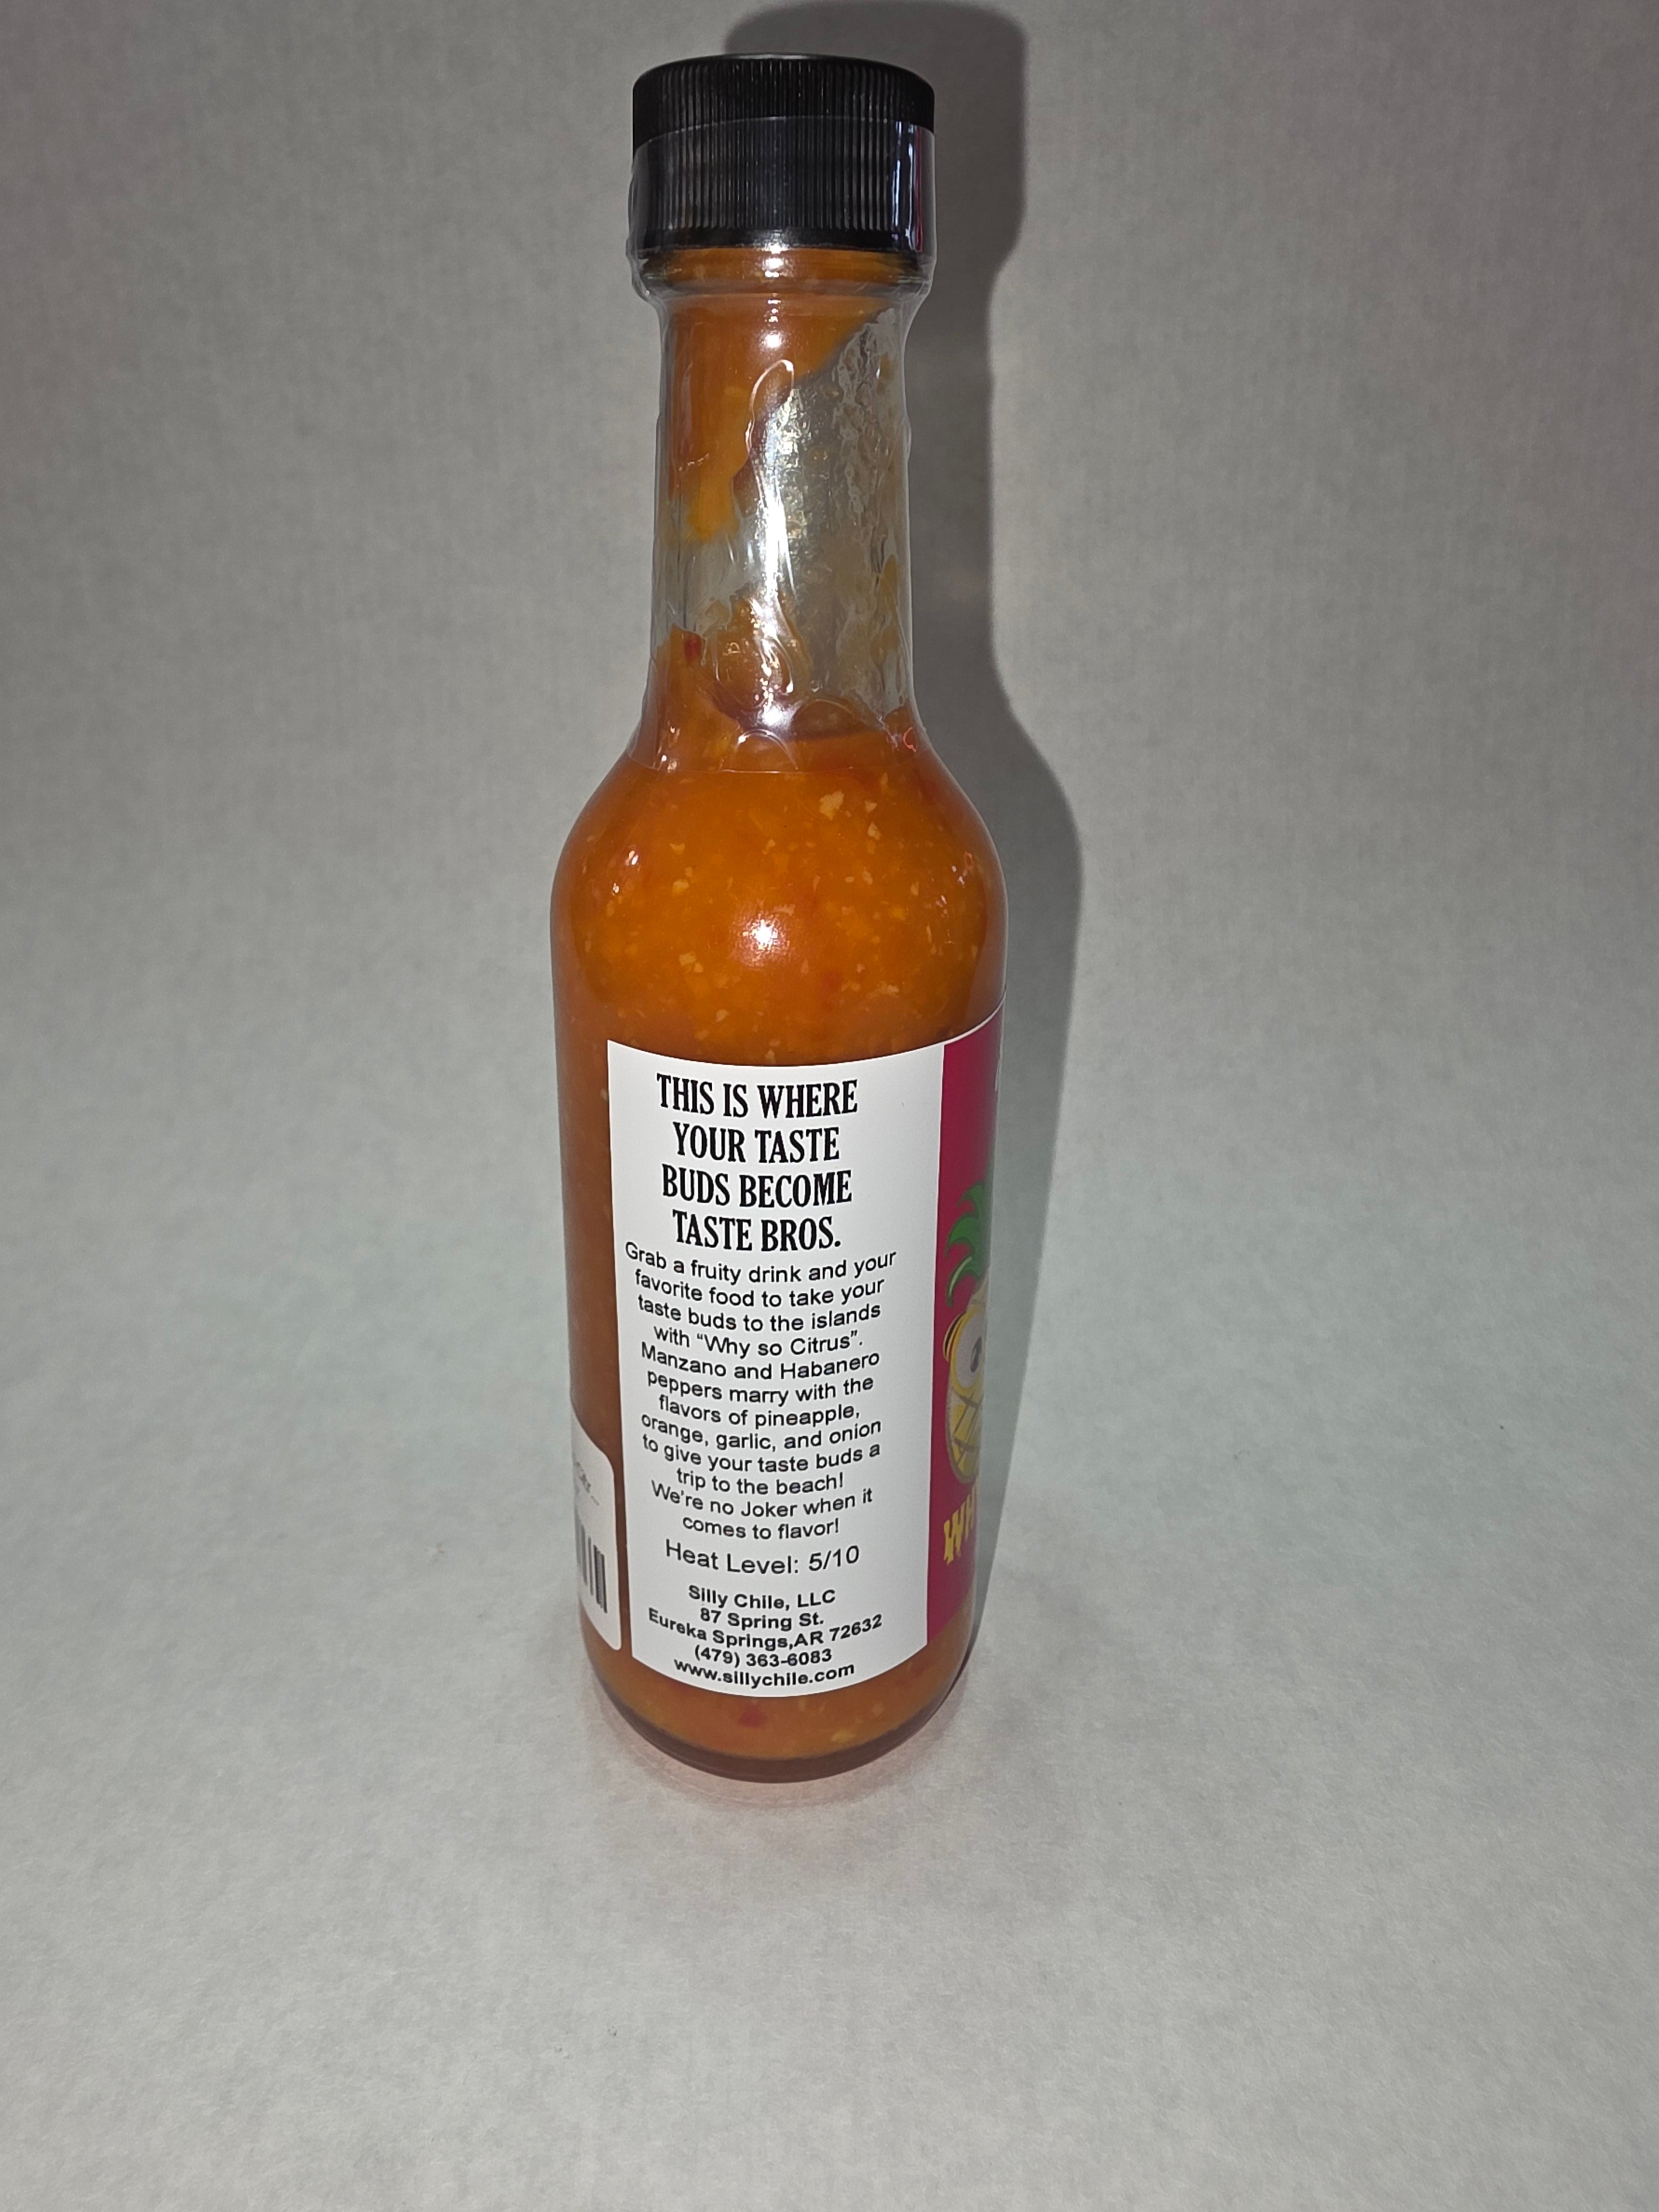 THIS IS WHERE
YOUR TASTE
BUDS BECOME
TASTE BROS.
Grab a fruity drink and your
favorite food to take your
taste buds to the islands
with “Why so Citrus”.
Manzano and Habanero
peppers marry with the
flavors of pineapple,
orange, garlic, and onion
to give your taste buds a
trip to the beach!
We're no Joker when it
comes to flavor!
Heat Level: 5/10
Silly Chile, LLC
87 Spring St.
Eureka Springs,AR 72632
(479) 363-6083
www.sillychile.com
WH